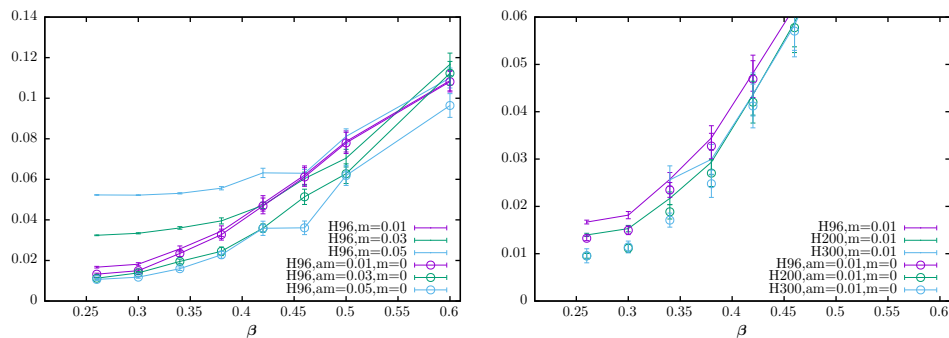 0.14
0.12
0.1
0.08
0.06
0.04
0.02
0
H96,m=0.01
H96,m=0.03
H96,m=0.05
H96,am=0.01,m=0
H96,am=0.03,m=0
H96,am=0.05,m=0
0.25 0.3 0.35 0.4 0.45 0.5 0.55 0.6
β
0.06
0.05
0.04
0.03
0.02
0.01
0
H96,m=0.01
H200,m=0.01
H300,m=0.01
H96,am=0.01,m=0
H200,am=0.01,m=0
H300,am=0.01,m=0
0.25 0.3 0.35 0.4 0.45 0.5 0.55 0.6
β